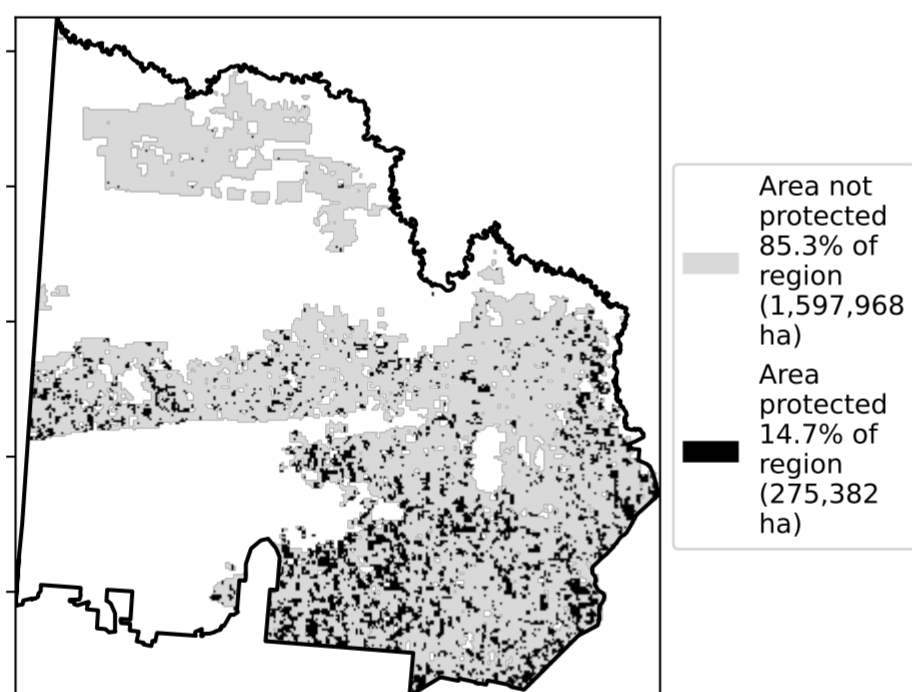 Area not
protected
85.3% of
region
(1,597,968
ha)
Area
protected
14.7% of
region
(275,382
ha)